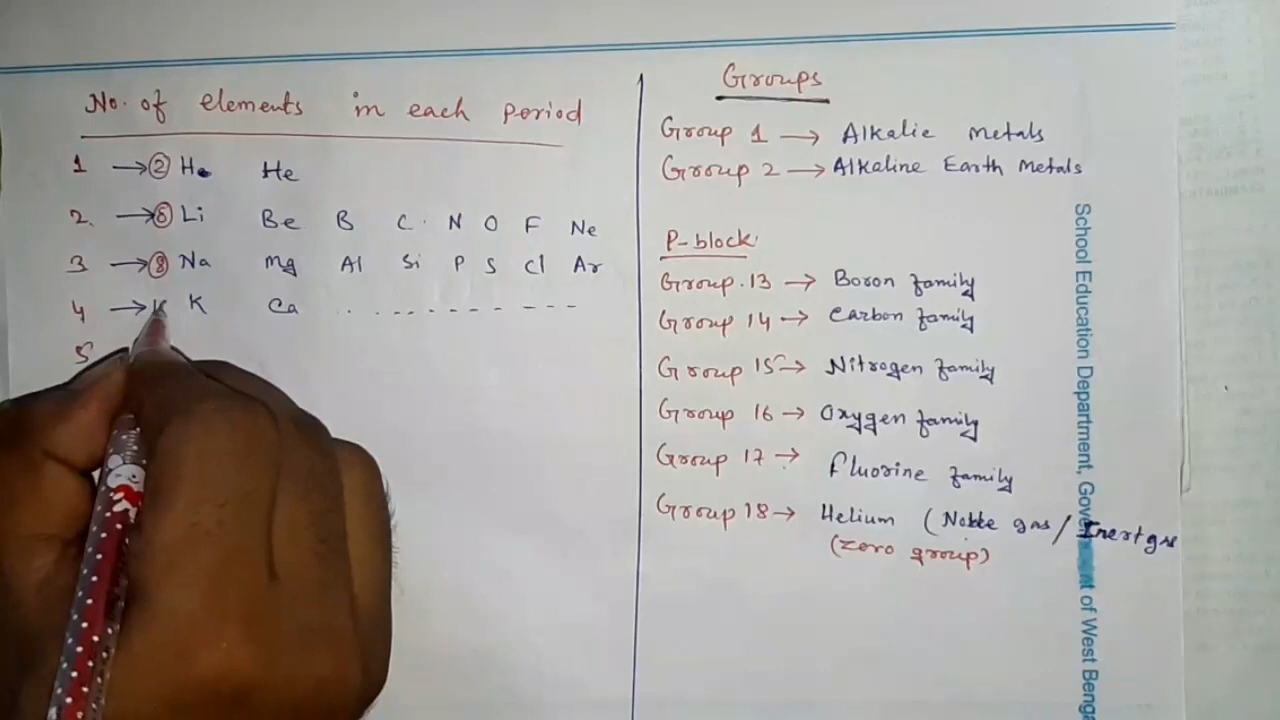 No. of elements in each period
1 → ② He He
2. → ⑧ Li Be B C N O F Ne
3 → ⑧ Na Mg Al Si P S Cl Ar
4 → K K Ca .. - - - - - - - - - -
5
Groups
Group 1 → Alkalie Metals
Group 2 → Alkaline Earth Metals
P-block
Group.13 → Boron family
Group 14 → Carbon family
Group 15 → Nitrogen family
Group 16 → Oxygen family
Group 17 → Fluorine family
Group 18 → Helium (Noble gas / Inert gas
(zero group)
School Education Department, Government of West Benga